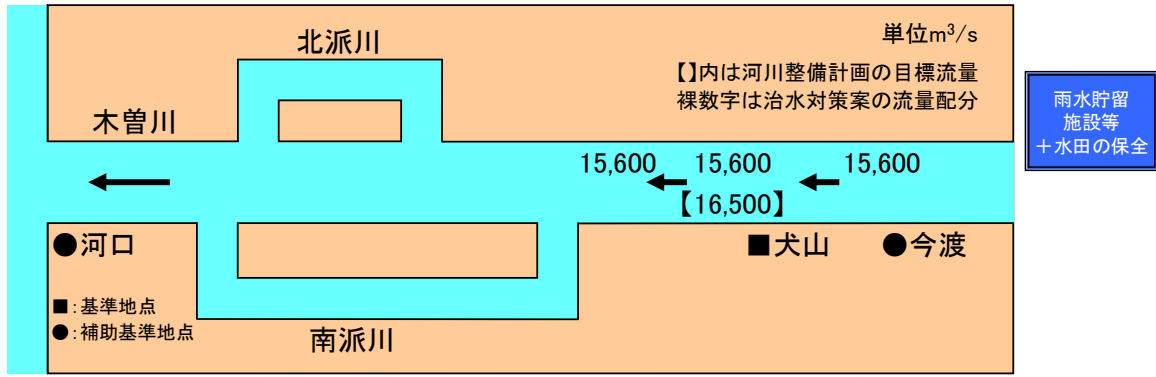 北派川
単位m³/s
【】内は河川整備計画の目標流量
裸数字は治水対策案の流量配分
雨水貯留
施設等
＋水田の保全
木曽川
15,600 15,600 15,600
【16,500】
●河口
■犬山 ●今渡
■：基準地点
●：補助基準地点
南派川